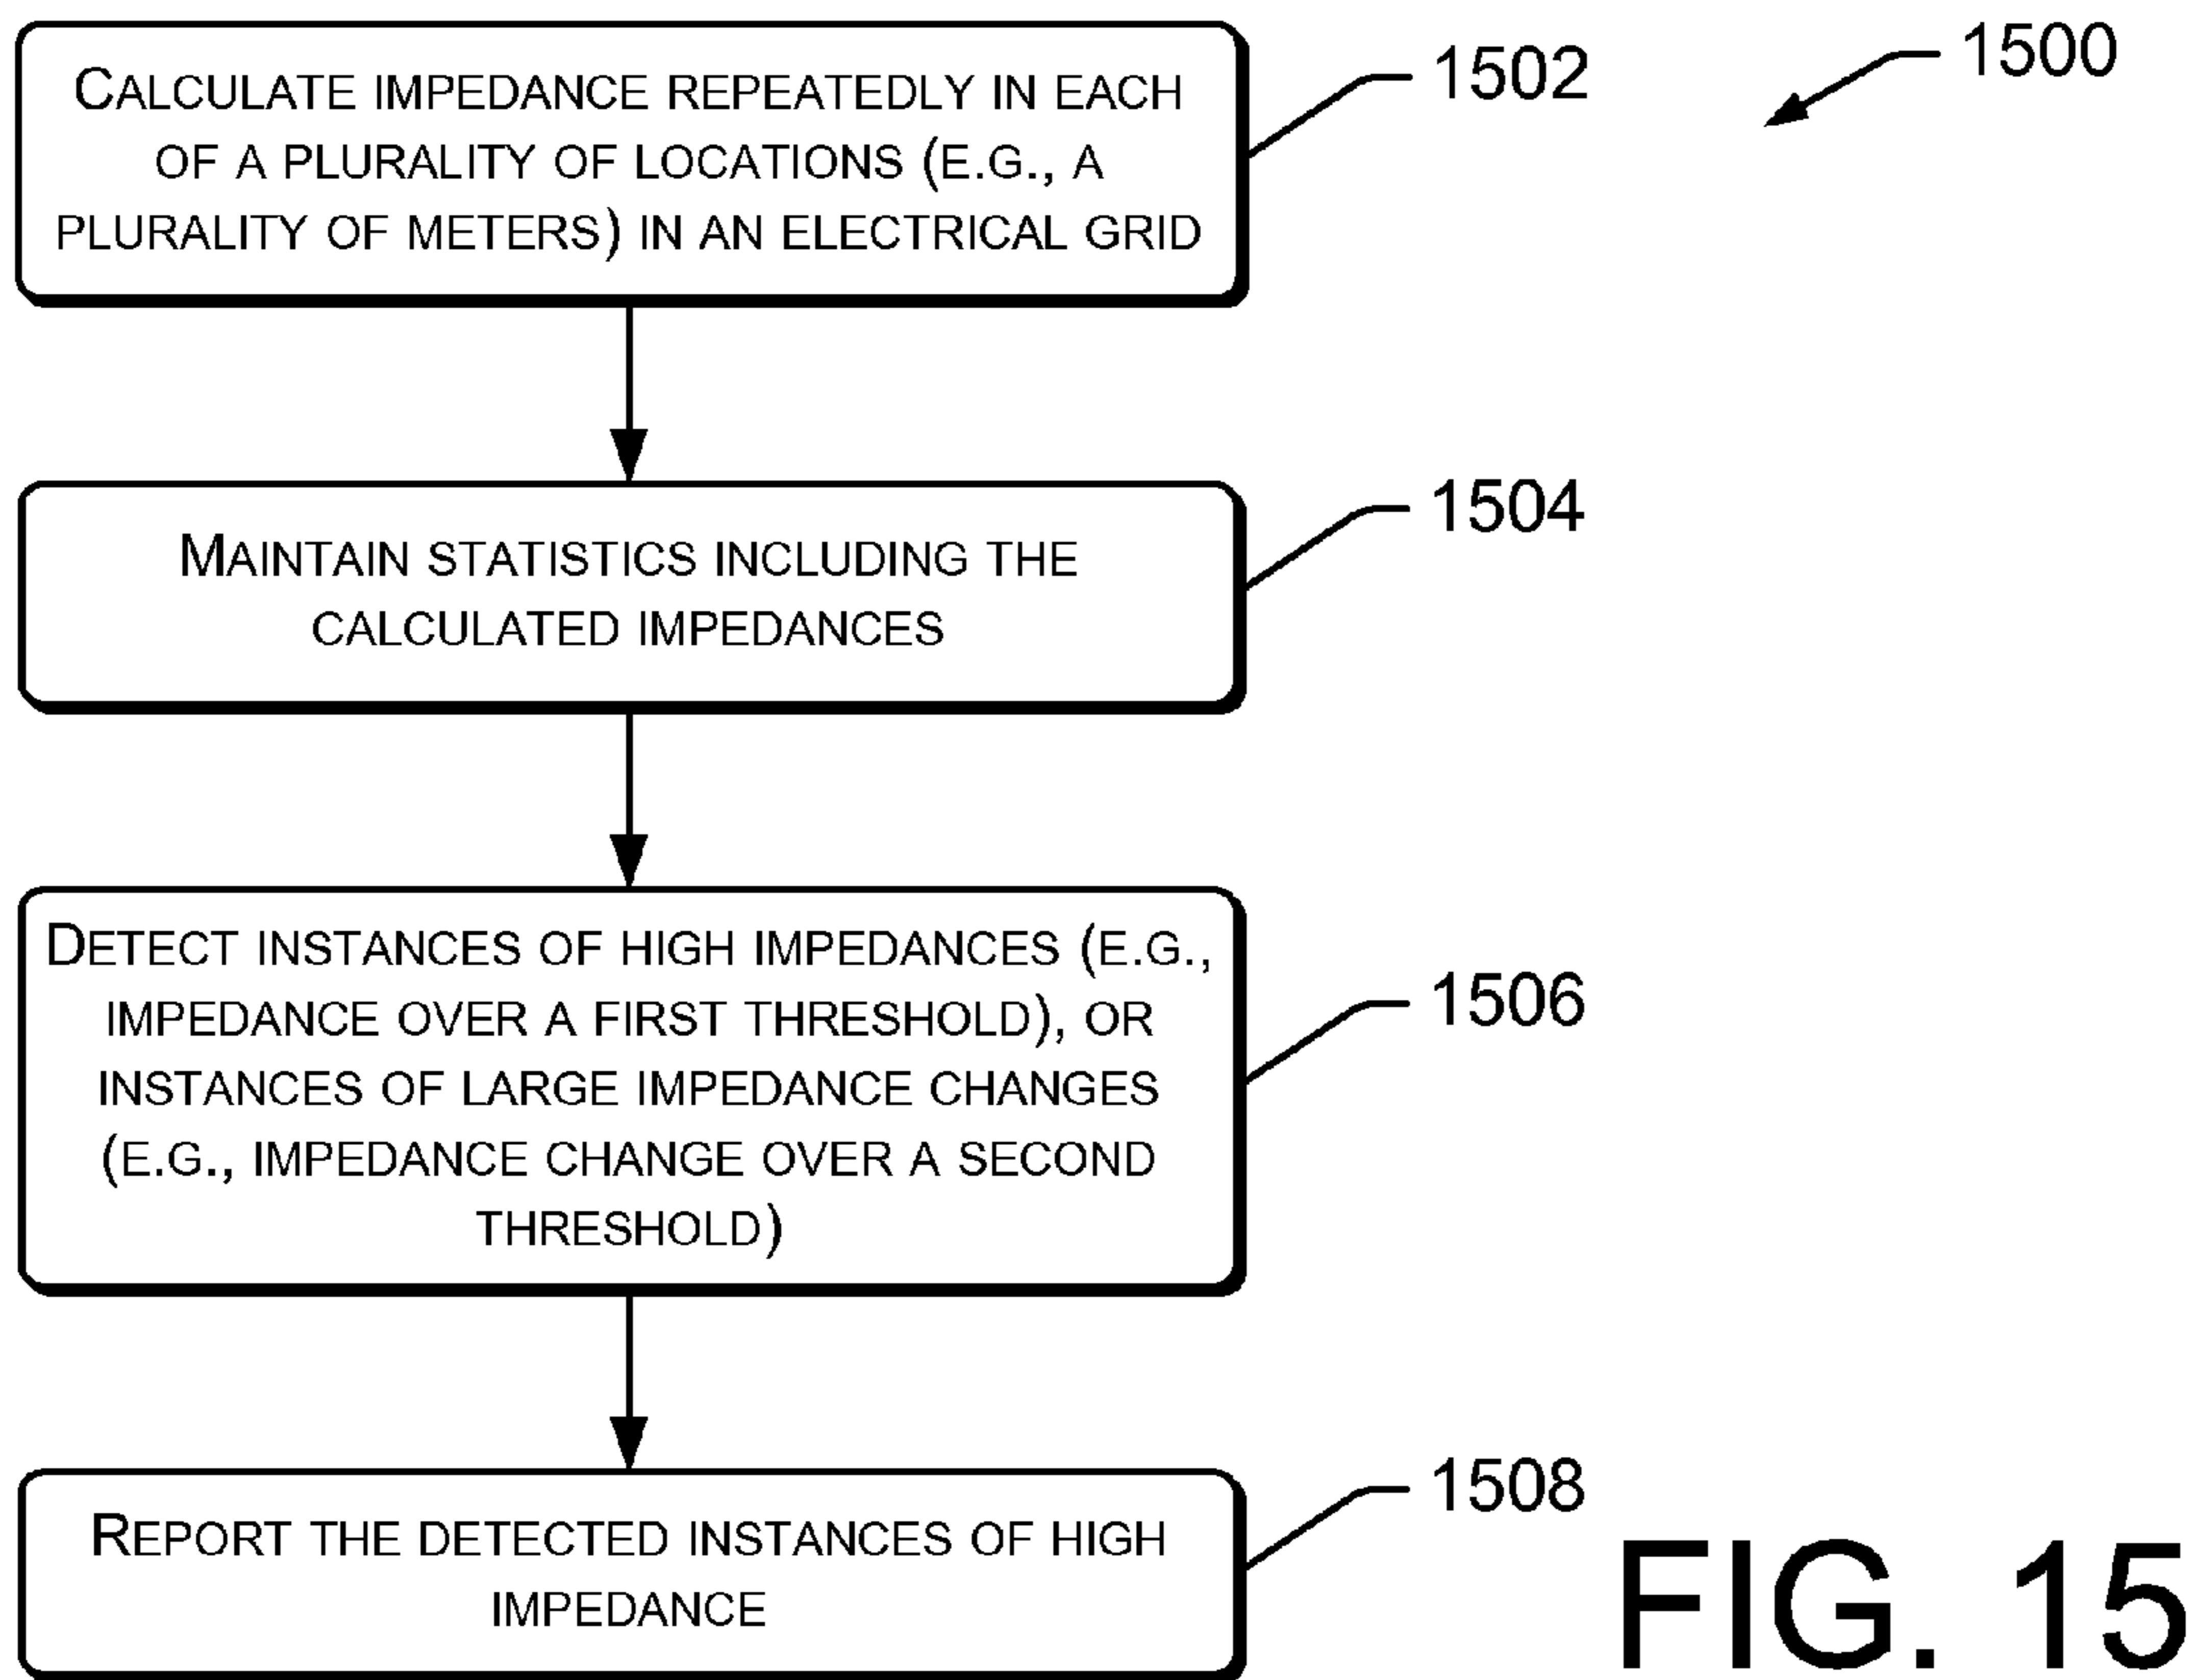 CALCULATE IMPEDANCE REPEATEDLY IN EACH
OF A PLURALITY OF LOCATIONS (E.G., A
PLURALITY OF METERS) IN AN ELECTRICAL GRID
1502
1500
MAINTAIN STATISTICS INCLUDING THE
CALCULATED IMPEDANCES
1504
DETECT INSTANCES OF HIGH IMPEDANCES (E.G.,
IMPEDANCE OVER A FIRST THRESHOLD), OR
INSTANCES OF LARGE IMPEDANCE CHANGES
(E.G., IMPEDANCE CHANGE OVER A SECOND
THRESHOLD)
1506
REPORT THE DETECTED INSTANCES OF HIGH
IMPEDANCE
1508
FIG. 15